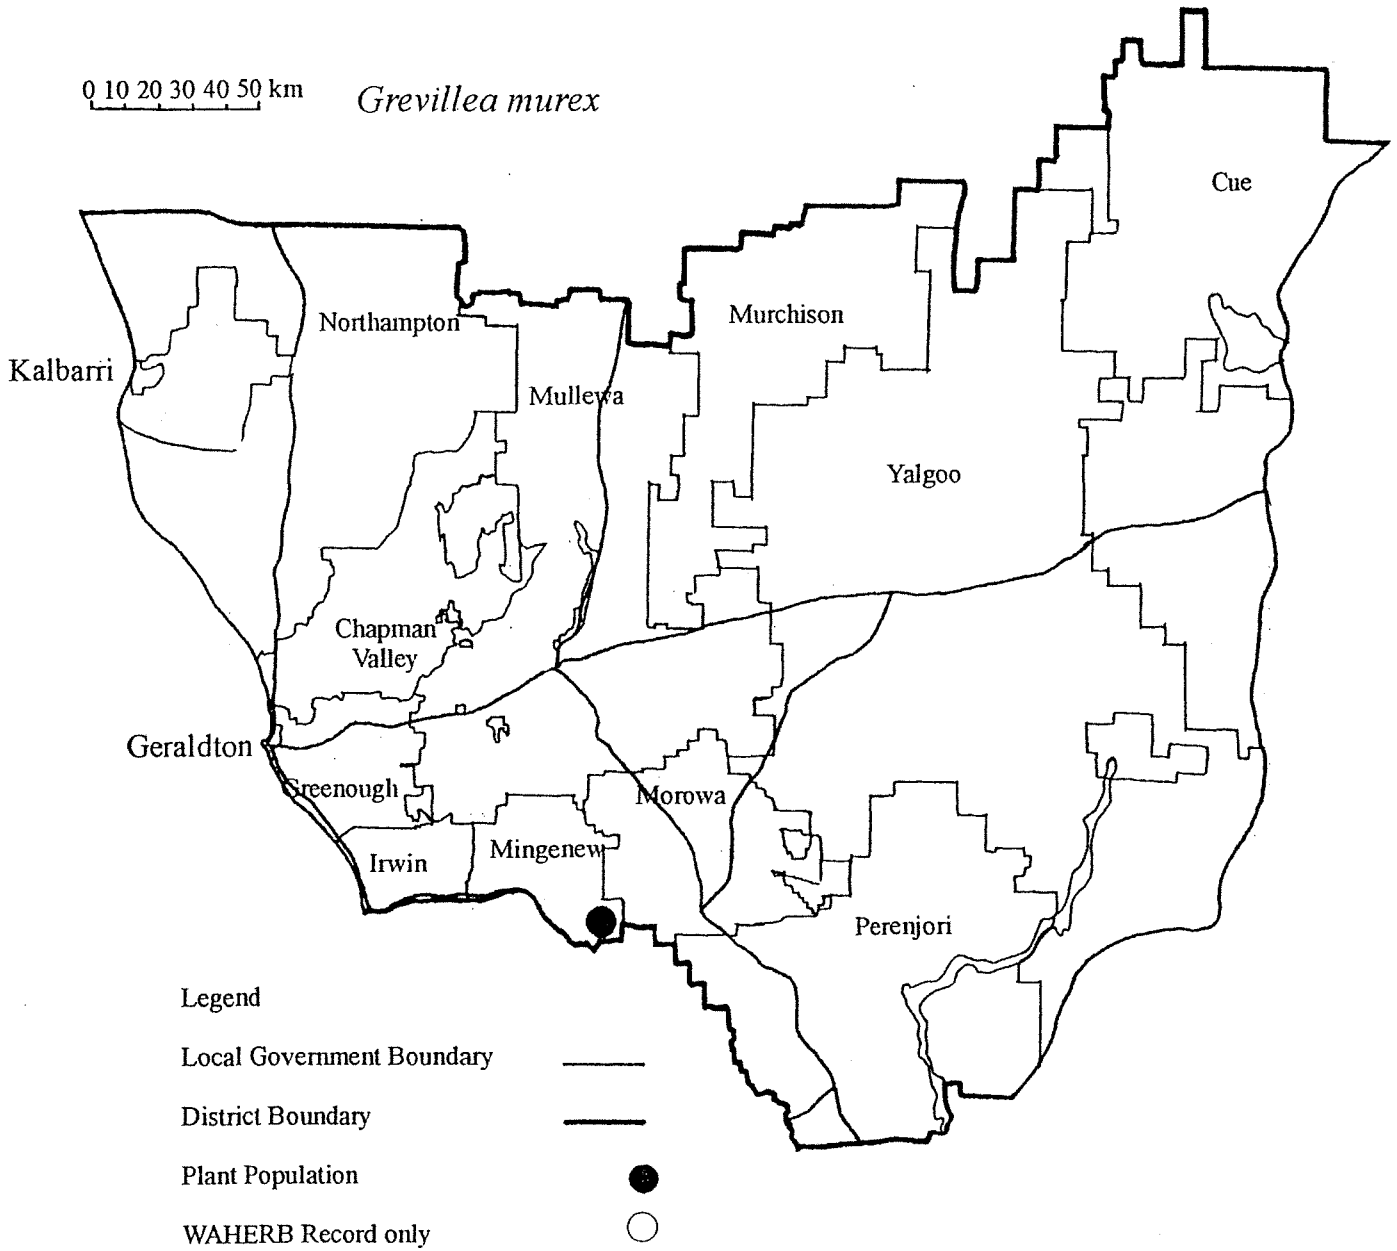 0 10 20 30 40 50 km
Grevillea murex
Cue
Northampton
Murchison
Kalbarri
Mullewa
Yalgoo
Chapman
Valley
Geraldton
Greenough
Morowa
Irwin
Mingenew
Perenjori
Legend
Local Government Boundary
District Boundary
Plant Population
WAHERB Record only